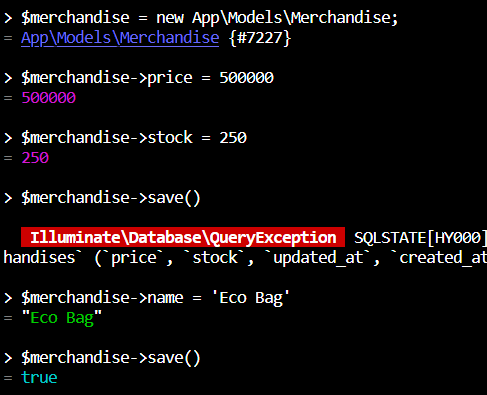 > $merchandise = new App\Models\Merchandise;
= App\Models\Merchandise {#7227}
> $merchandise->price = 500000
= 500000
> $merchandise->stock = 250
= 250
> $merchandise->save()
Illuminate\Database\QueryException SQLSTATE[HY000]
handises` (`price`, `stock`, `updated_at`, `created_at
> $merchandise->name = 'Eco Bag'
= "Eco Bag"
> $merchandise->save()
= true